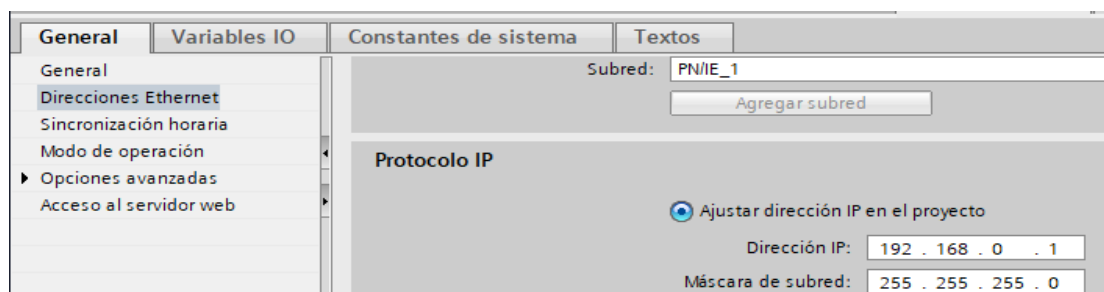 General Variables IO Constantes de sistema Textos
General
Direcciones Ethernet
Sincronización horaria
Modo de operación
Opciones avanzadas
Acceso al servidor web
Subred: PN/IE_1
Agregar subred
Protocolo IP
Ajustar dirección IP en el proyecto
Dirección IP: 192 . 168 . 0 . 1
Máscara de subred: 255 . 255 . 255 . 0